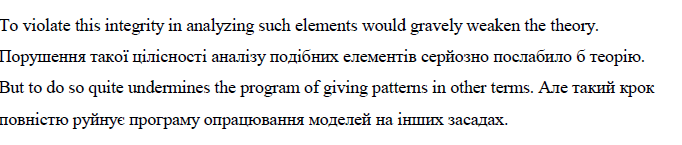 To violate this integrity in analyzing such elements would gravely weaken the theory.
Порушення такої цілісності аналізу подібних елементів серйозно послабило б теорію.
But to do so quite undermines the program of giving patterns in other terms. Але такий крок
повністю руйнує програму опрацювання моделей на інших засадах.